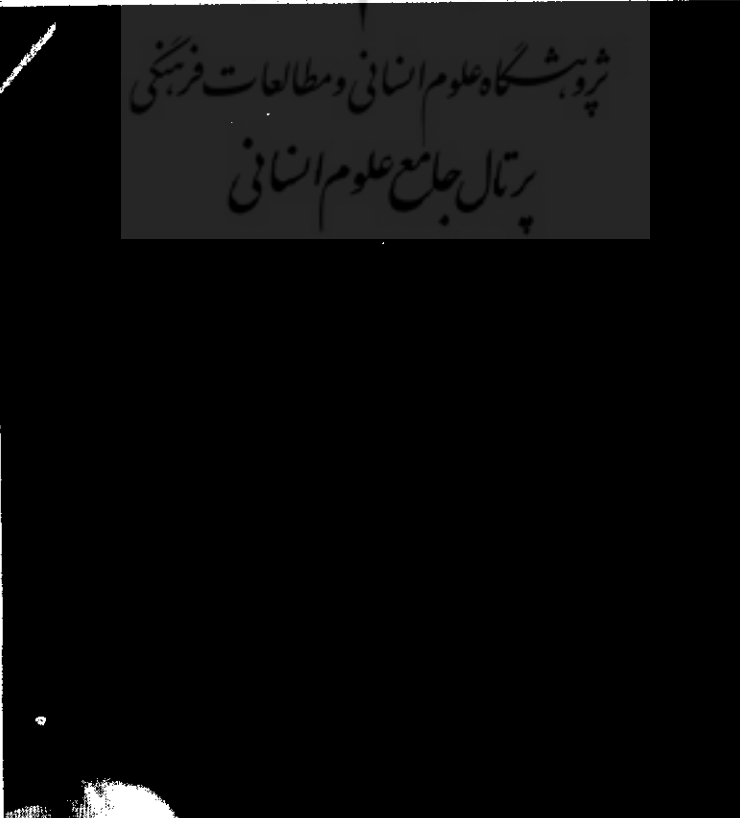 پژوهشگاه علوم انسانی و مطالعات فرهنگی
پرتال جامع علوم انسانی